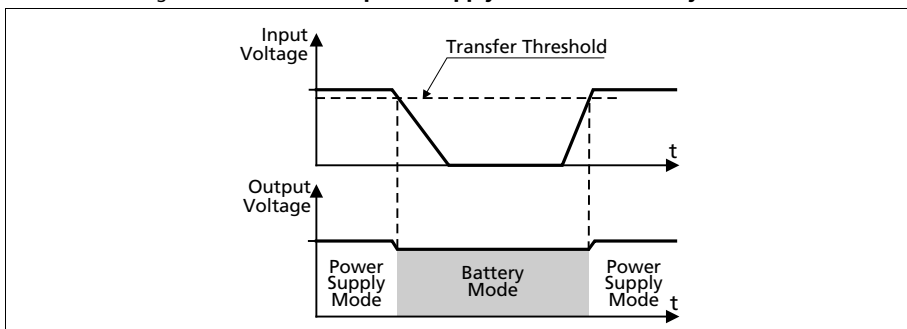 Input
Voltage
Transfer Threshold
t
Output
Voltage
Power
Supply
Mode
Battery
Mode
Power
Supply
Mode
t